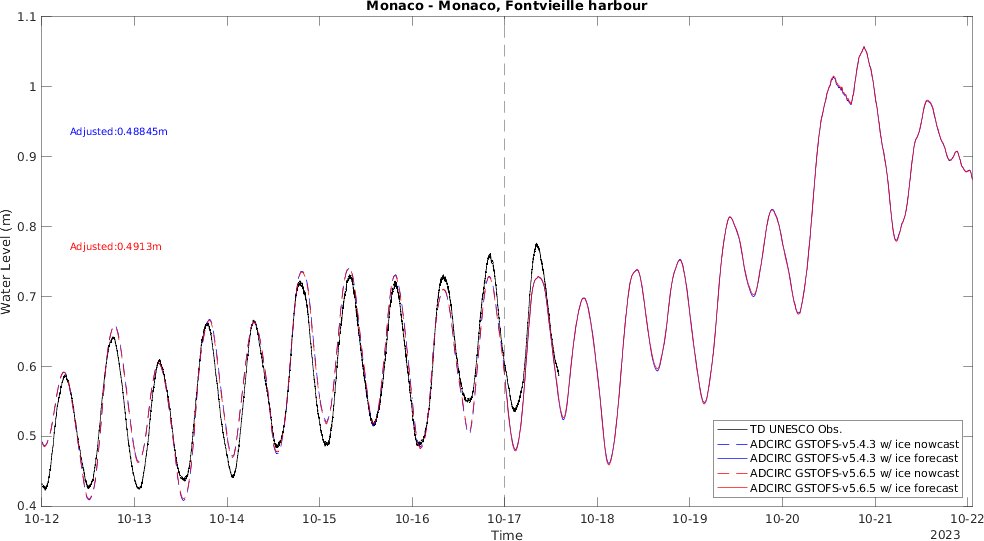 Monaco - Monaco, Fontvieille harbour
1.1
1
0.9
0.8
0.7
0.6
0.5
0.4
Water Level (m)
Adjusted:0.48845m
Adjusted:0.4913m
TD UNESCO Obs.
ADCIRC GSTOFS-v5.4.3 w/ ice nowcast
ADCIRC GSTOFS-v5.4.3 w/ ice forecast
ADCIRC GSTOFS-v5.6.5 w/ ice nowcast
ADCIRC GSTOFS-v5.6.5 w/ ice forecast
10-12 10-13 10-14 10-15 10-16 10-17 10-18 10-19 10-20 10-21 10-22
Time
2023